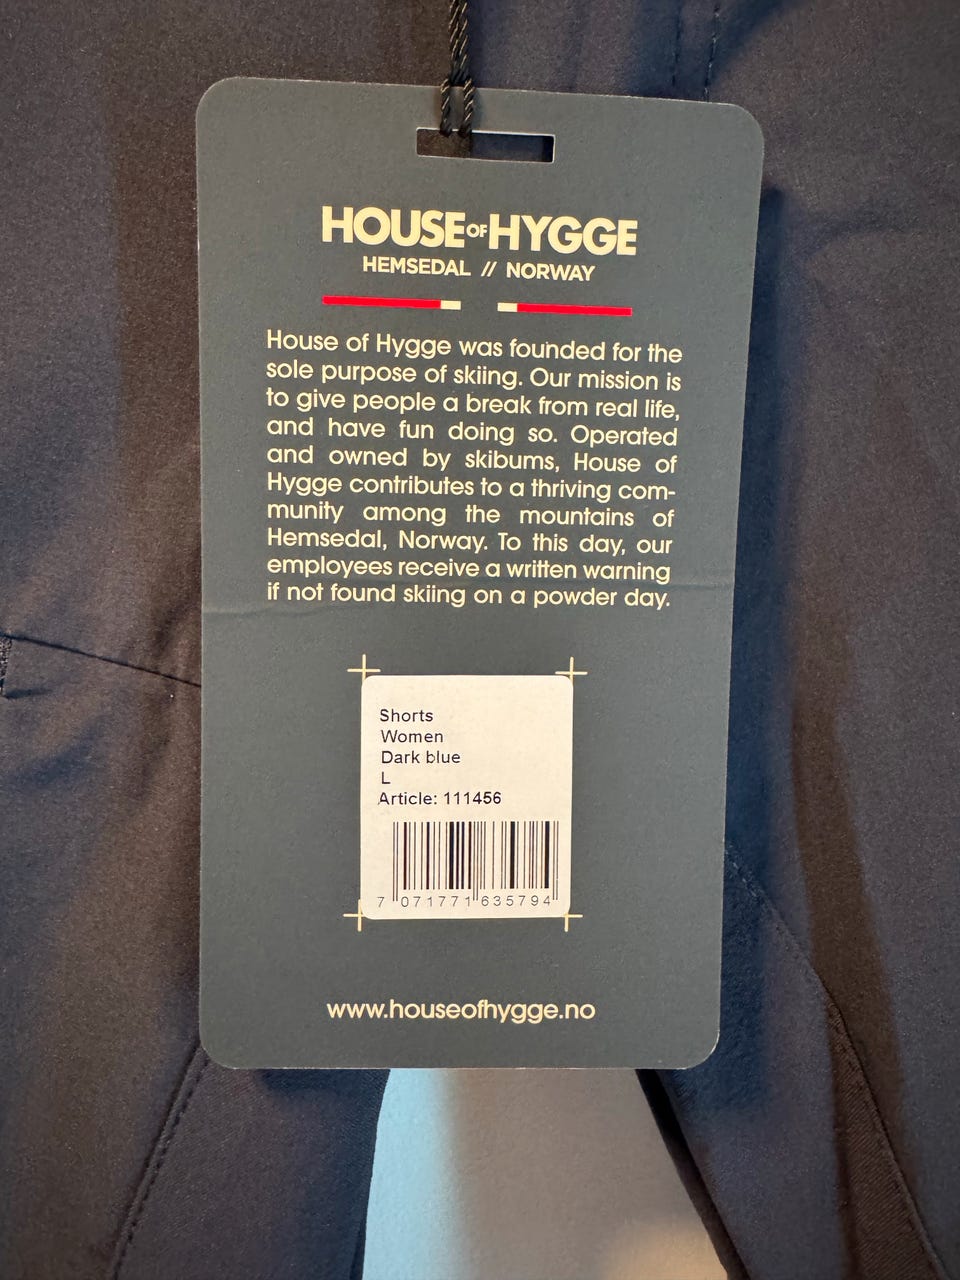 HOUSE OF HYGGE
HEMSEDAL // NORWAY
House of Hygge was founded for the
sole purpose of skiing. Our mission is
to give people a break from real life,
and have fun doing so. Operated
and owned by skibums, House of
Hygge contributes to a thriving com-
munity among the mountains of
Hemsedal, Norway. To this day, our
employees receive a written warning
if not found skiing on a powder day.
Shorts
Women
Dark blue
L
Article: 111456
7 071771 635794
www.houseofhygge.no